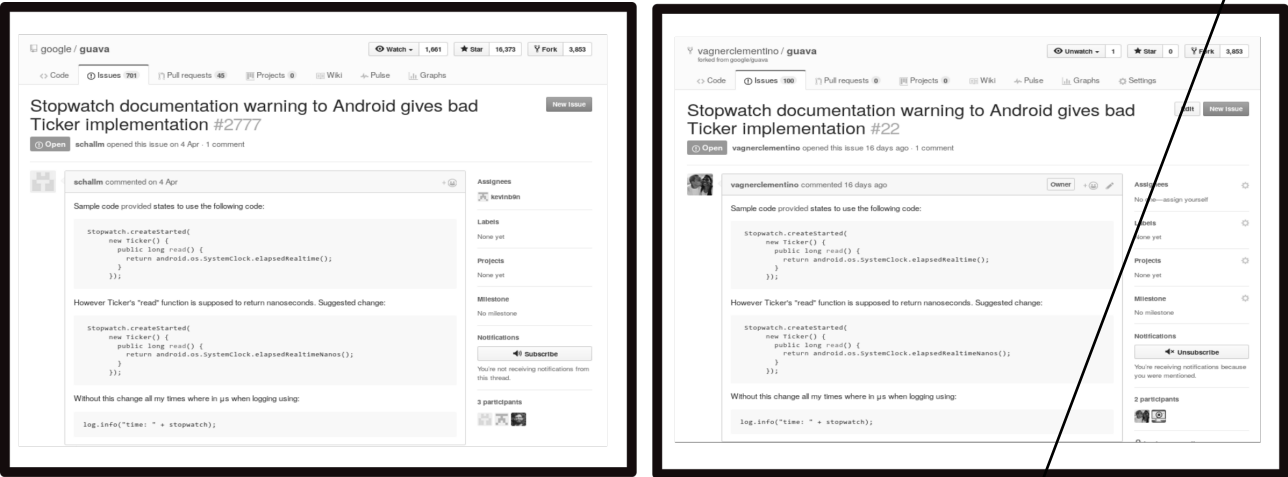 google / guava
Watch 1,661 Star 16,373 Fork 3,853
Code Issues 701 Pull requests 45 Projects 0 Wiki Pulse Graphs
Stopwatch documentation warning to Android gives bad
Ticker implementation #2777
New Issue
Open schallm opened this issue on 4 Apr · 1 comment
schallm commented on 4 Apr
Sample code provided states to use the following code:
Stopwatch.createStarted(
new Ticker() {
public long read() {
return android.os.SystemClock.elapsedRealtime();
}
});
However Ticker's "read" function is supposed to return nanoseconds. Suggested change:
Stopwatch.createStarted(
new Ticker() {
public long read() {
return android.os.SystemClock.elapsedRealtimeNanos();
}
});
Without this change all my times where in µs when logging using:
log.info("time: " + stopwatch);
Assignees
kevinb9n
Labels
None yet
Projects
None yet
Milestone
No milestone
Notifications
Subscribe
You're not receiving notifications from
this thread.
3 participants
vagnerclementino / guava
forked from google/guava
Unwatch 1 Star 0 Fork 3,853
Code Issues 100 Pull requests 0 Projects 0 Wiki Pulse Graphs Settings
Stopwatch documentation warning to Android gives bad
Ticker implementation #22
Edit New Issue
Open vagnerclementino opened this issue 16 days ago · 1 comment
vagnerclementino commented 16 days ago Owner
Sample code provided states to use the following code:
Stopwatch.createStarted(
new Ticker() {
public long read() {
return android.os.SystemClock.elapsedRealtime();
}
});
However Ticker's "read" function is supposed to return nanoseconds. Suggested change:
Stopwatch.createStarted(
new Ticker() {
public long read() {
return android.os.SystemClock.elapsedRealtimeNanos();
}
});
Without this change all my times where in µs when logging using:
log.info("time: " + stopwatch);
Assignees
No one—assign yourself
Labels
None yet
Projects
None yet
Milestone
No milestone
Notifications
Unsubscribe
You're receiving notifications because
you were mentioned.
2 participants